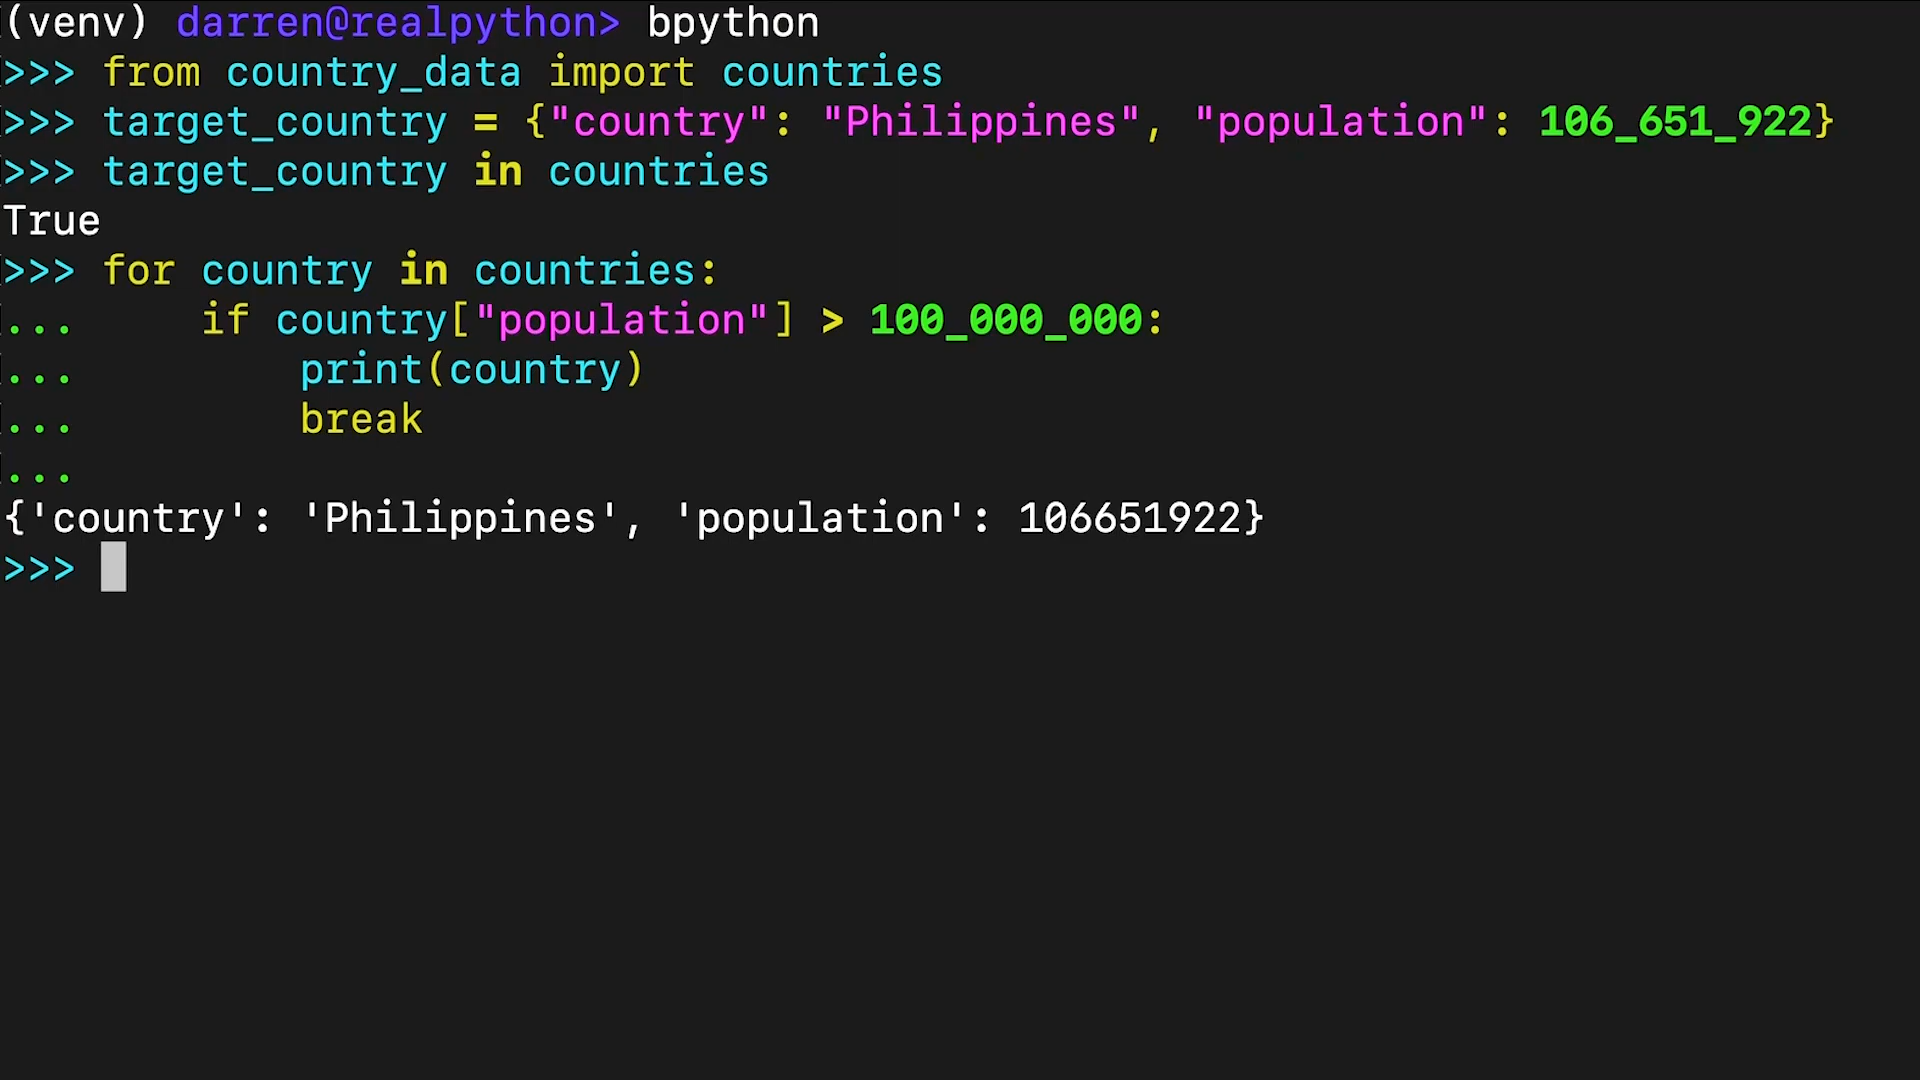 (venv) darren@realpython> bpython
>>> from country_data import countries
>>> target_country = {"country": "Philippines", "population": 106_651_922}
>>> target_country in countries
True
>>> for country in countries:
...     if country["population"] > 100_000_000:
...         print(country)
...         break
...
{'country': 'Philippines', 'population': 106651922}
>>>